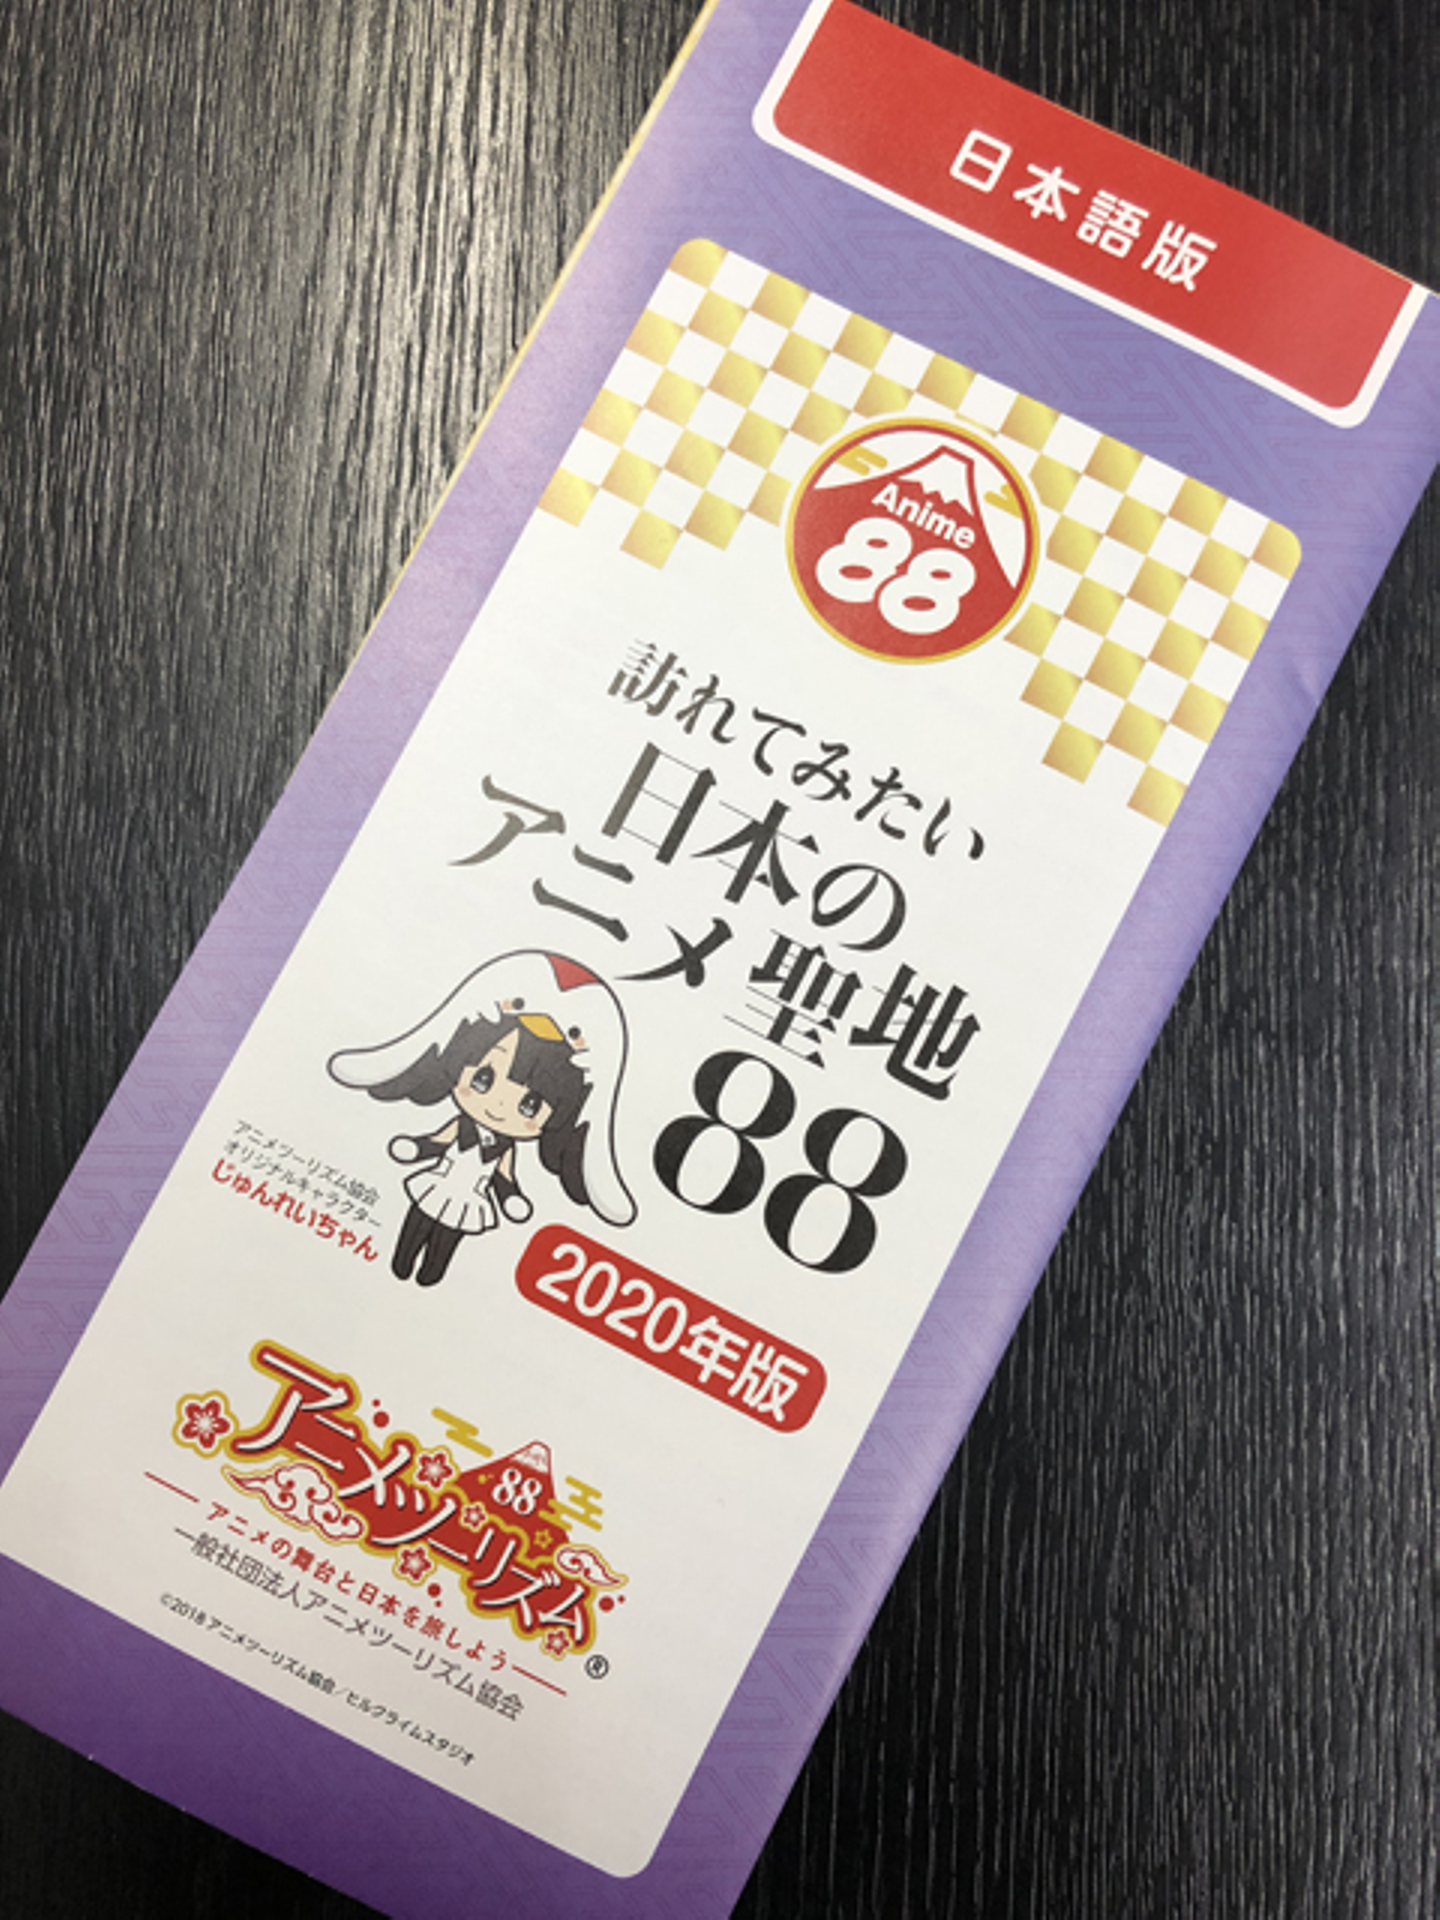 日本語版
Anime
88
訪れてみたい
日本の
アニメ聖地
88
アニメツーリズム協会
オリジナルキャラクター
じゅんれいちゃん
2020年版
88
アニメツーリズム
®
アニメの舞台と日本を旅しよう
一般社団法人アニメツーリズム協会
©2018 アニメツーリズム協会／ヒルクライムスタジオ